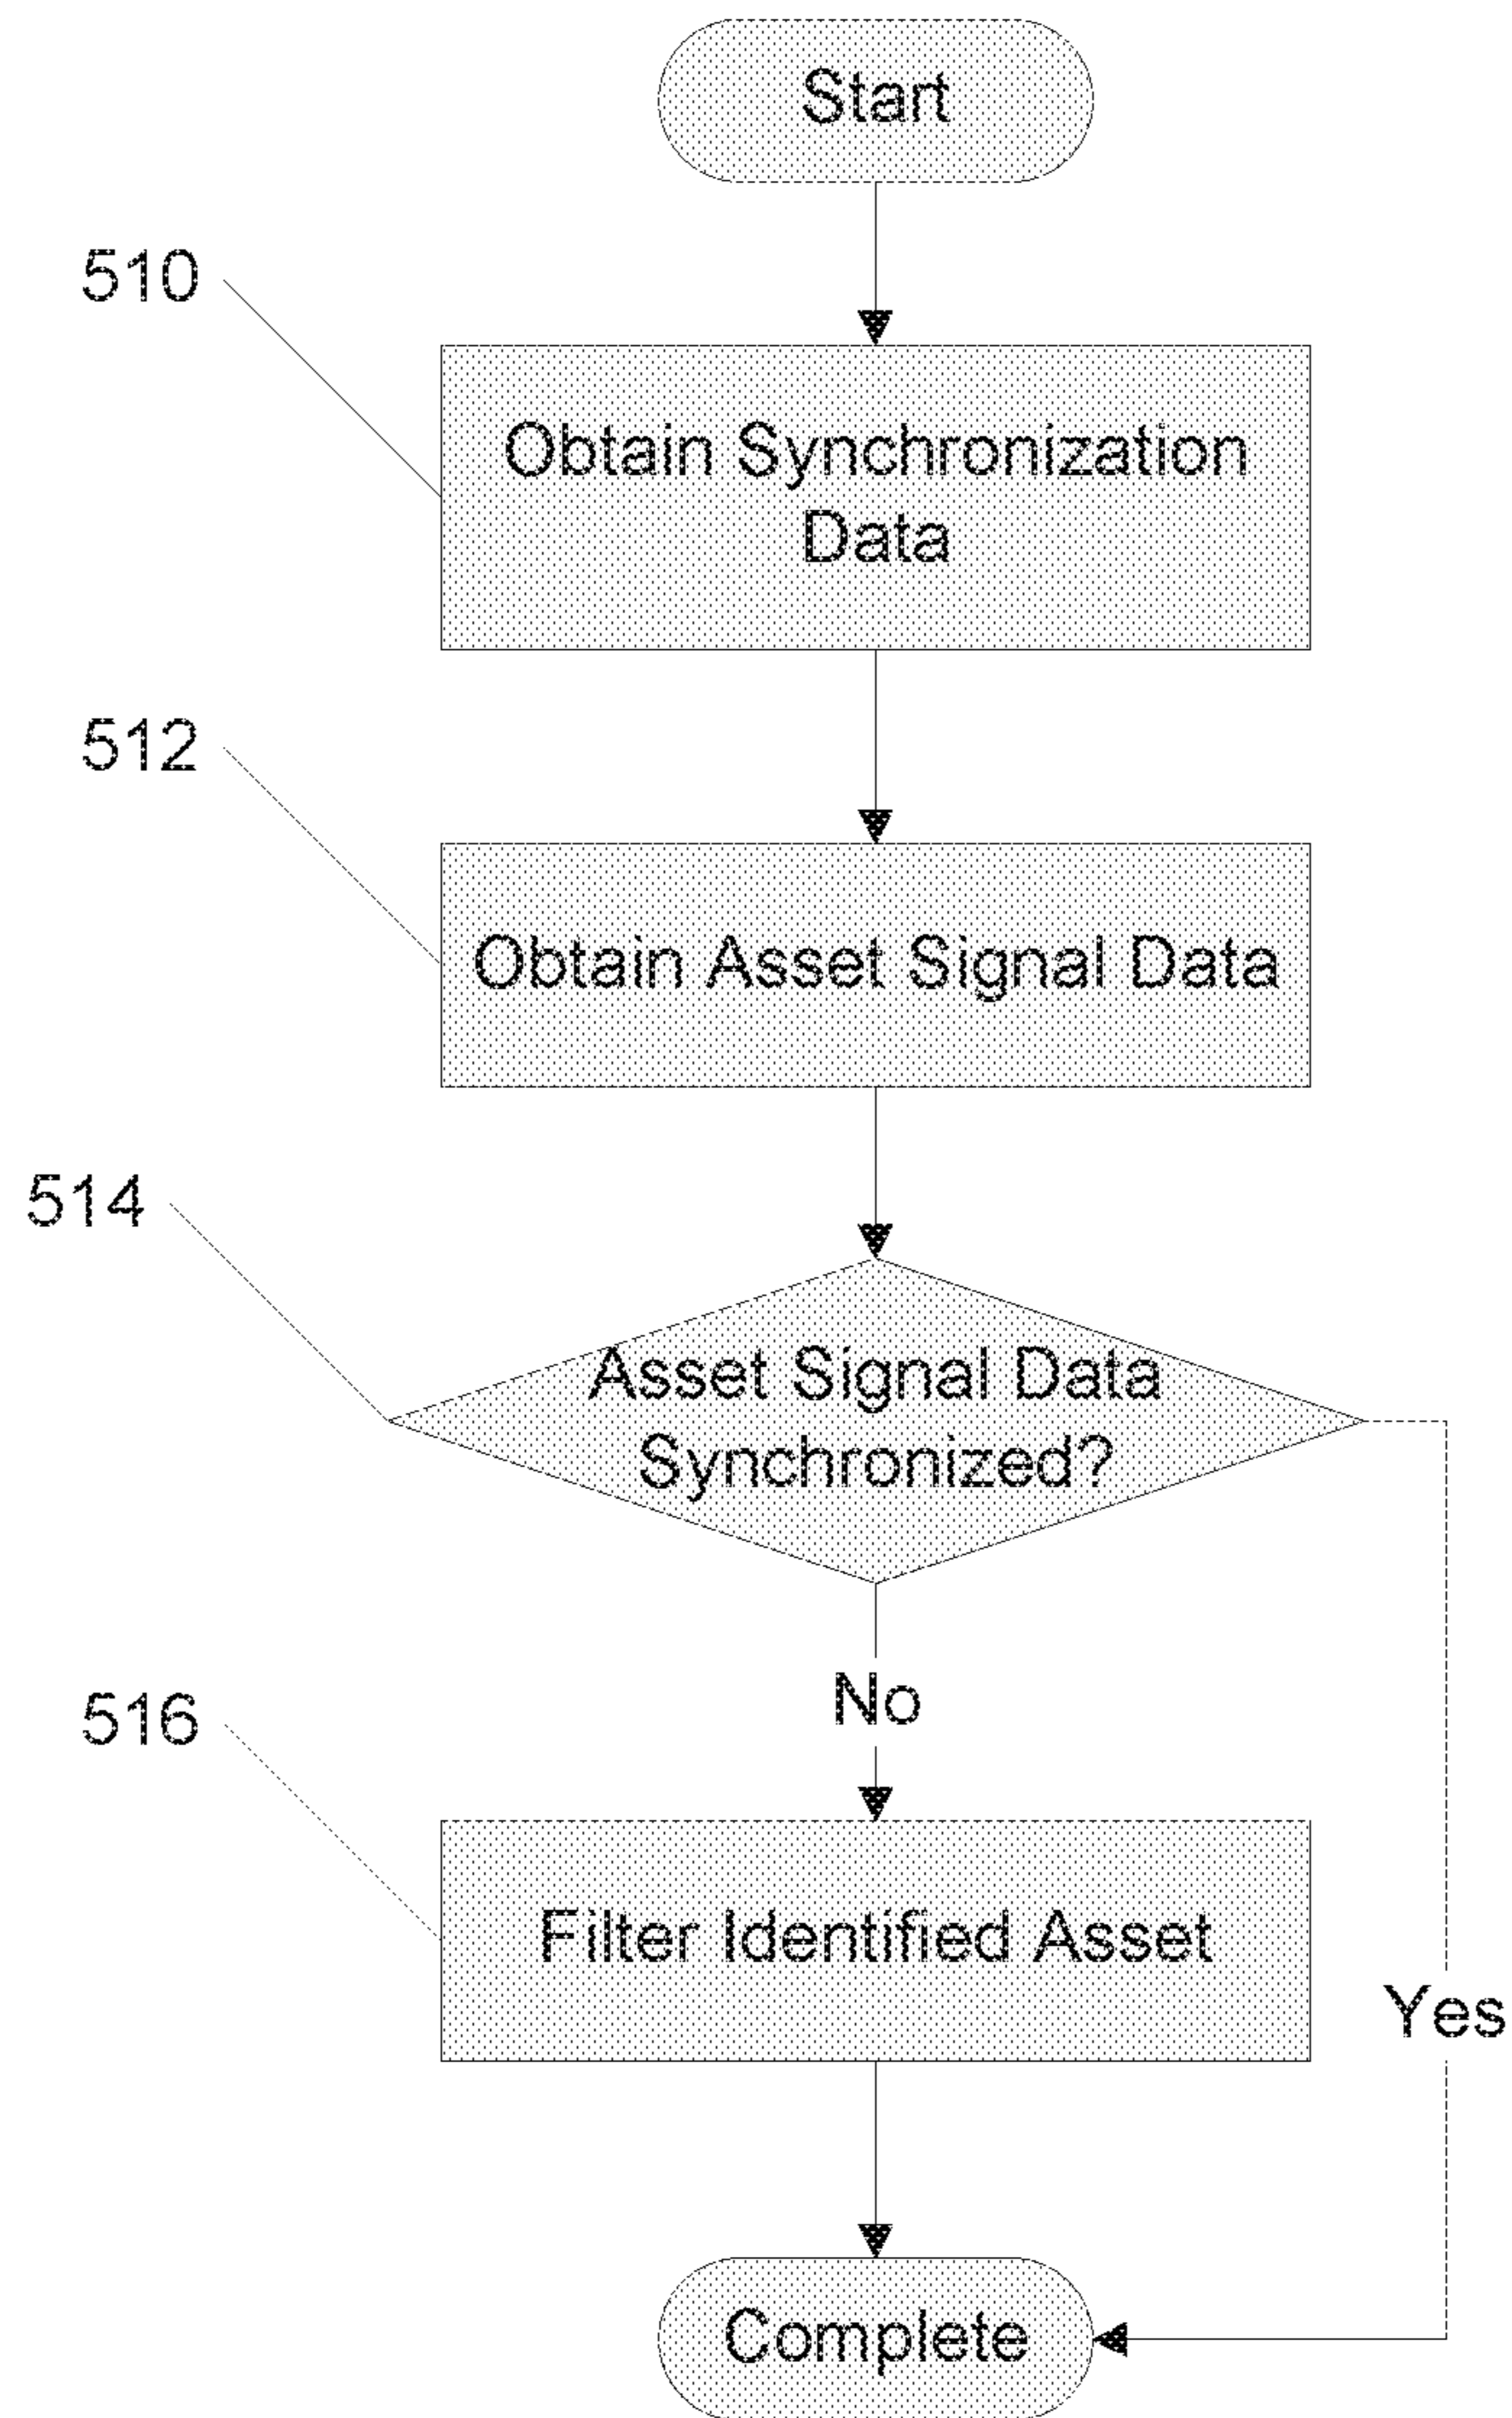 Start
510
Obtain Synchronization
Data
512
Obtain Asset Signal Data
514
Asset Signal Data
Synchronized?
No
516
Filter Identified Asset
Yes
Complete